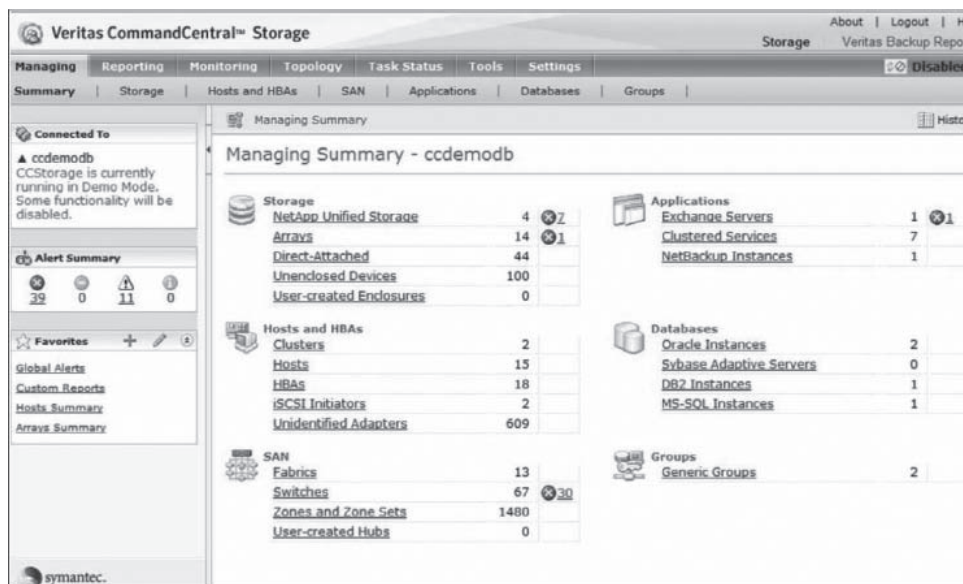 About | Logout | H
Veritas CommandCentral™ Storage
Storage Veritas Backup Repo
Managing Reporting Monitoring Topology Task Status Tools Settings Disabled
Summary | Storage | Hosts and HBAs | SAN | Applications | Databases | Groups |
Managing Summary Histo
Connected To
▲ ccdemodb
CCStorage is currently
running in Demo Mode.
Some functionality will be
disabled.
Alert Summary
39 0 11 0
Favorites
Global Alerts
Custom Reports
Hosts Summary
Arrays Summary
symantec.
Managing Summary - ccdemodb
Storage
NetApp Unified Storage 4 7
Arrays 14 1
Direct-Attached 44
Unenclosed Devices 100
User-created Enclosures 0
Hosts and HBAs
Clusters 2
Hosts 15
HBAs 18
iSCSI Initiators 2
Unidentified Adapters 609
SAN
Fabrics 13
Switches 67 30
Zones and Zone Sets 1480
User-created Hubs 0
Applications
Exchange Servers 1 1
Clustered Services 7
NetBackup Instances 1
Databases
Oracle Instances 2
Sybase Adaptive Servers 0
DB2 Instances 1
MS-SQL Instances 1
Groups
Generic Groups 2